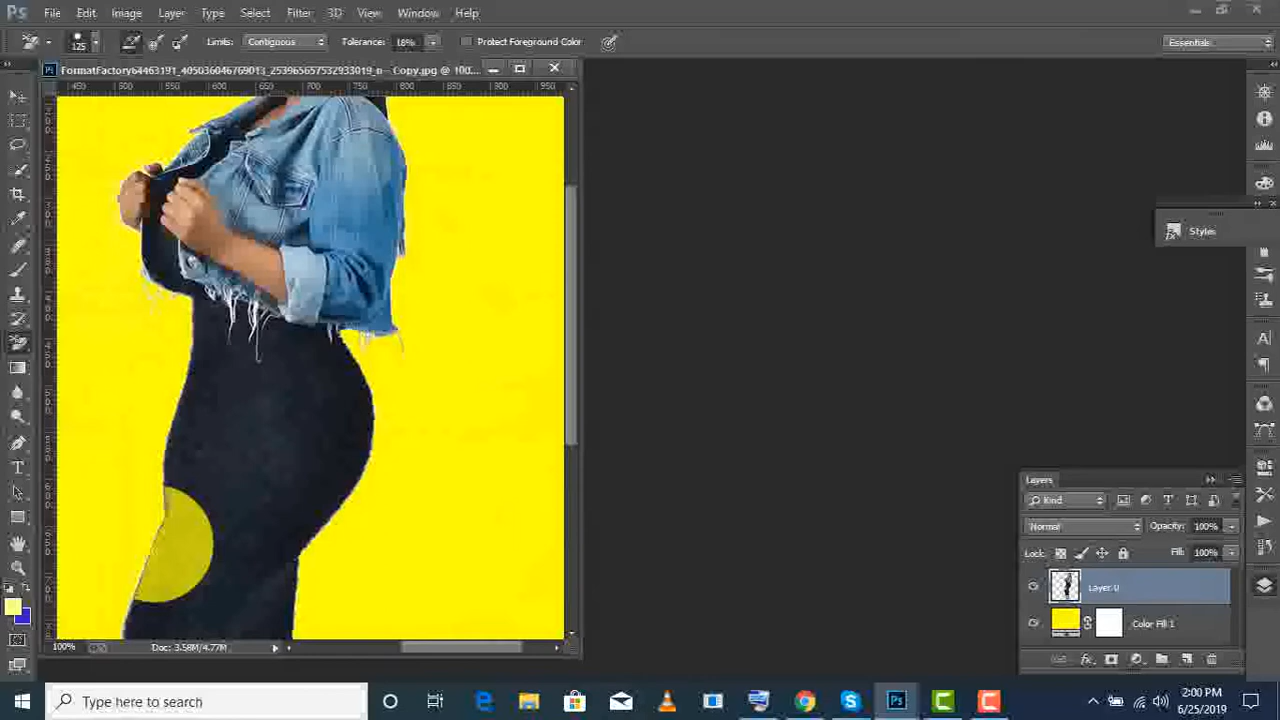 Ps File Edit Image Layer Type Select Filter 3D View Window Help
125 Limits: Contiguous Tolerance: 18% Protect Foreground Color Essentials
- Copy.jpg @ 100...
450 500 550 600 650 700 750 800 850 900 950
Styles
Layers
Kind
Normal Opacity: 100%
Lock: Fill: 100%
Layer 0
Color Fill 1
100% Doc: 3.58M/4.77M
Type here to search
2:00 PM
6/25/2019